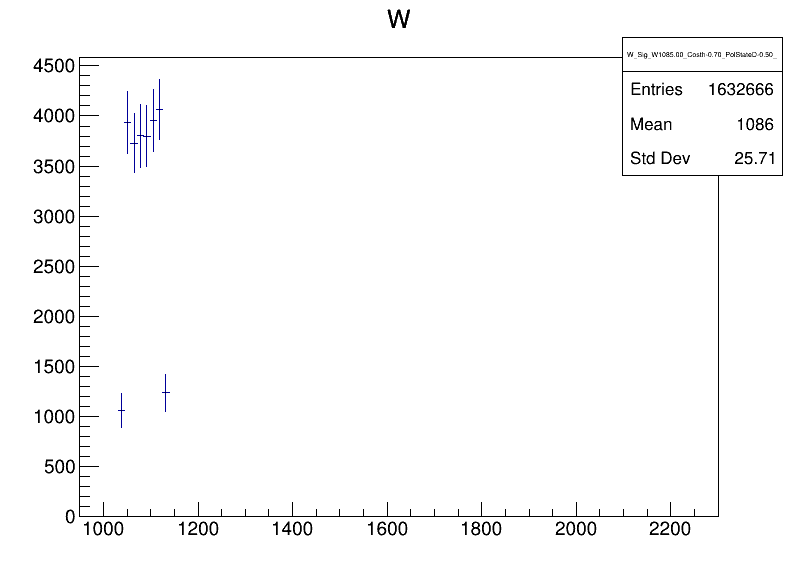 W
W_Sig_W1085.00_Costh-0.70_PolStateD-0.50_
Entries 1632666
Mean 1086
Std Dev 25.71
4500
4000
3500
3000
2500
2000
1500
1000
500
0
1000 1200 1400 1600 1800 2000 2200